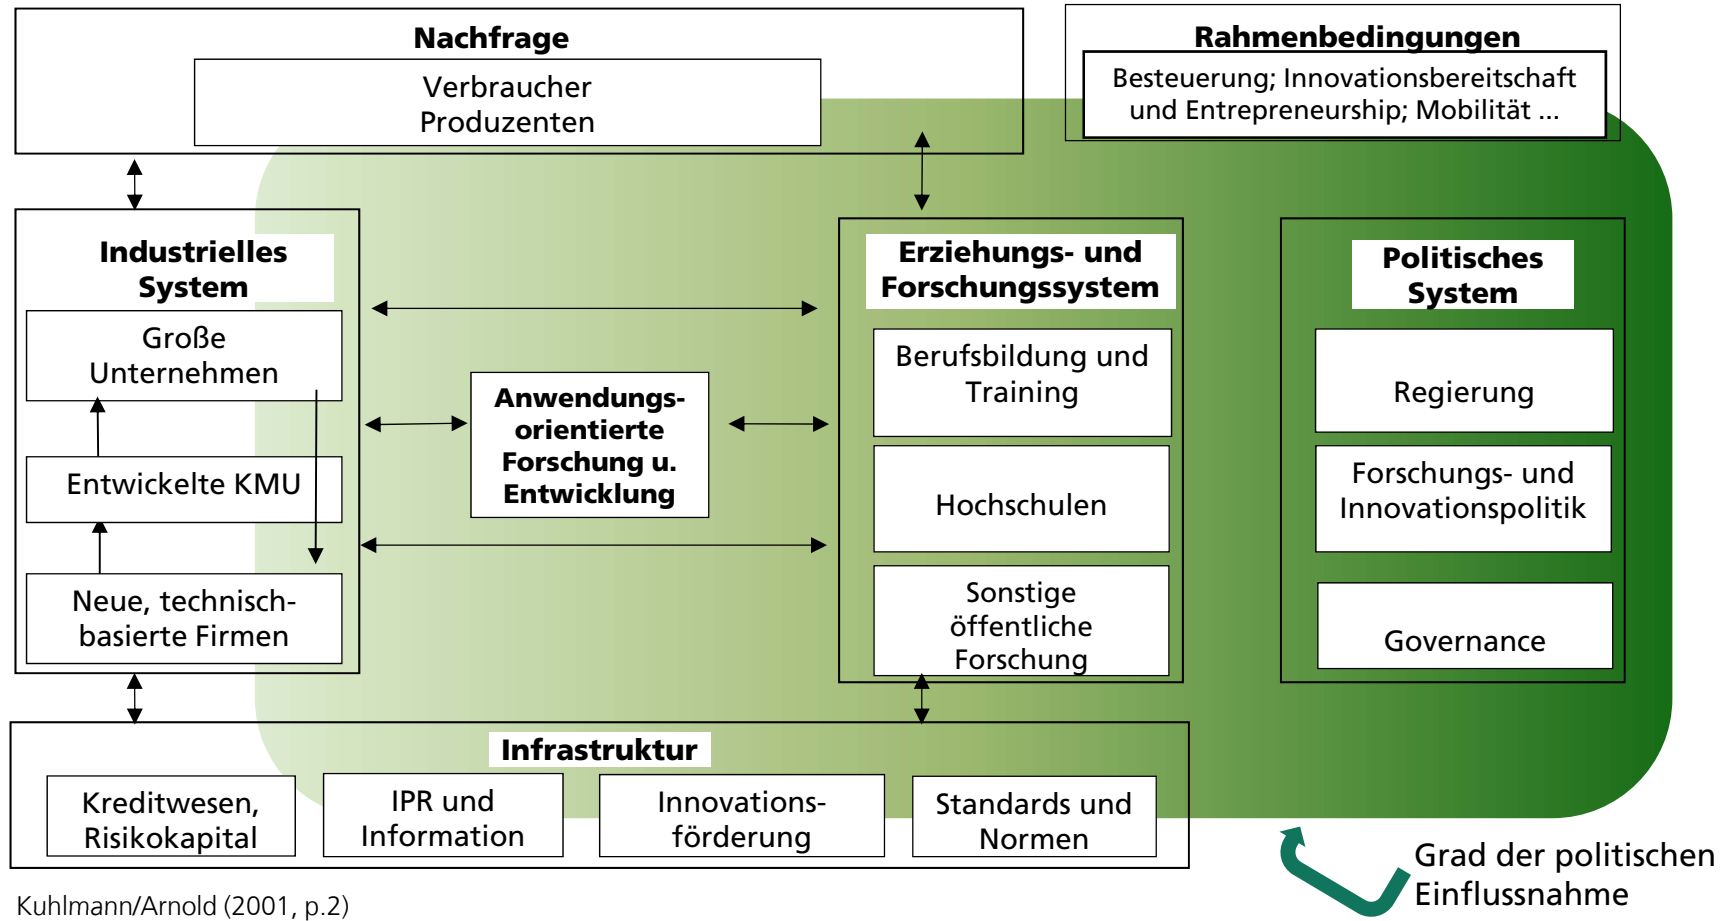 Nachfrage
Verbraucher
Produzenten
Rahmenbedingungen
Besteuerung; Innovationsbereitschaft
und Entrepreneurship; Mobilität ...
Industrielles
System
Große
Unternehmen
Entwickelte KMU
Neue, technisch-
basierte Firmen
Anwendungs-
orientierte
Forschung u.
Entwicklung
Erziehungs- und
Forschungssystem
Berufsbildung und
Training
Hochschulen
Sonstige
öffentliche
Forschung
Politisches
System
Regierung
Forschungs- und
Innovationspolitik
Governance
Infrastruktur
Kreditwesen,
Risikokapital
IPR und
Information
Innovations-
förderung
Standards und
Normen
Grad der politischen
Einflussnahme
Kuhlmann/Arnold (2001, p.2)